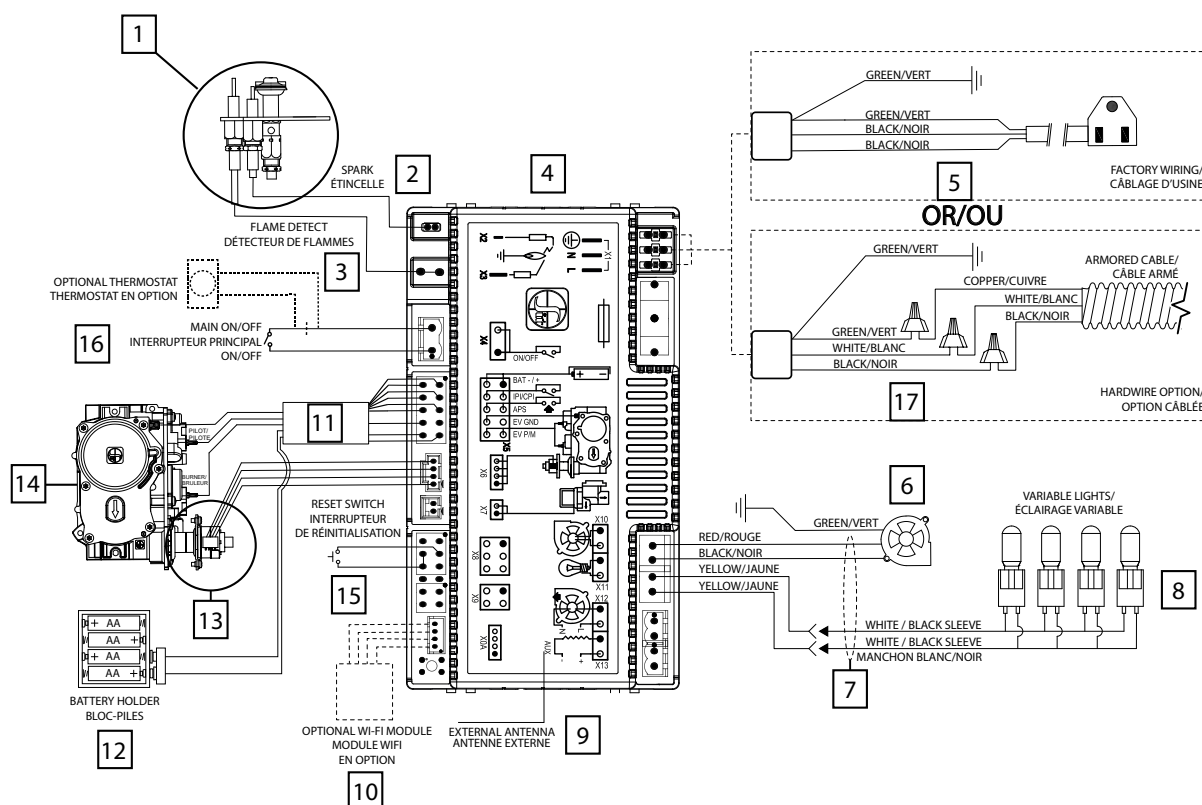 1
SPARK
ÉTINCELLE
2
4
FLAME DETECT
DÉTECTEUR DE FLAMMES
3
GREEN/VERT
GREEN/VERT
BLACK/NOIR
BLACK/NOIR
5
FACTORY WIRING/
CÂBLAGE D'USINE
OR/OU
GREEN/VERT
ARMORED CABLE/
CÂBLE ARMÉ
COPPER/CUIVRE
WHITE/BLANC
BLACK/NOIR
GREEN/VERT
WHITE/BLANC
BLACK/NOIR
17
HARDWIRE OPTION/
OPTION CÂBLÉE
OPTIONAL THERMOSTAT
THERMOSTAT EN OPTION
16
MAIN ON/OFF
INTERRUPTEUR PRINCIPAL
ON/OFF
X2
X3
X1
N
L
X4
ON/OFF
+ −
BAT - / +
IPI/CPI
APS
EV GND
EV P/M
X5
X6
X7
X8
X9
X0A
X10
X11
X12
N
L
AUX
- +
X13
11
PILOT/
PILOTE
BURNER/
BRULEUR
14
13
RESET SWITCH
INTERRUPTEUR
DE RÉINITIALISATION
15
+ AA
AA +
+ AA
AA +
BATTERY HOLDER
BLOC-PILES
12
OPTIONAL WI-FI MODULE
MODULE WIFI
EN OPTION
10
EXTERNAL ANTENNA
ANTENNE EXTERNE
9
6
GREEN/VERT
RED/ROUGE
BLACK/NOIR
YELLOW/JAUNE
YELLOW/JAUNE
VARIABLE LIGHTS/
ÉCLAIRAGE VARIABLE
8
WHITE / BLACK SLEEVE
WHITE / BLACK SLEEVE
MANCHON BLANC/NOIR
7